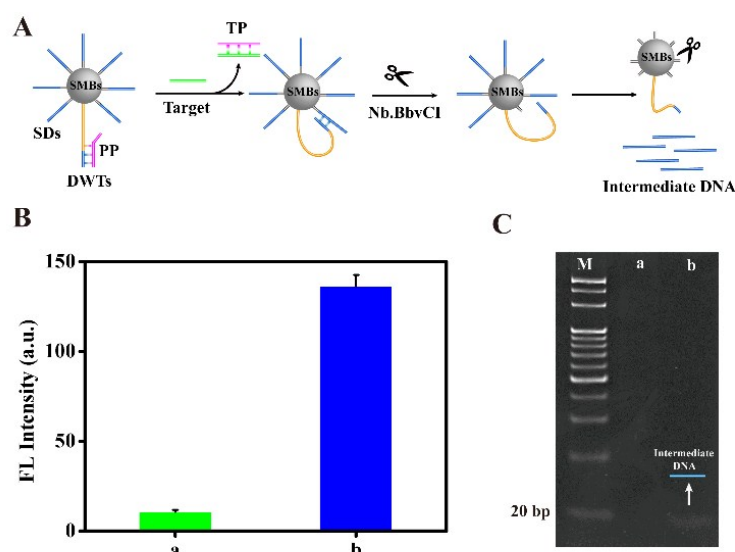 A
TP
SMBs
Target
SMBs
Nb.BbvCI
SMBs
SMBs
SDs
PP
DWTs
Intermediate DNA
B
FL Intensity (a.u.)
150
100
50
0
a
b
C
M a b
Intermediate
DNA
20 bp